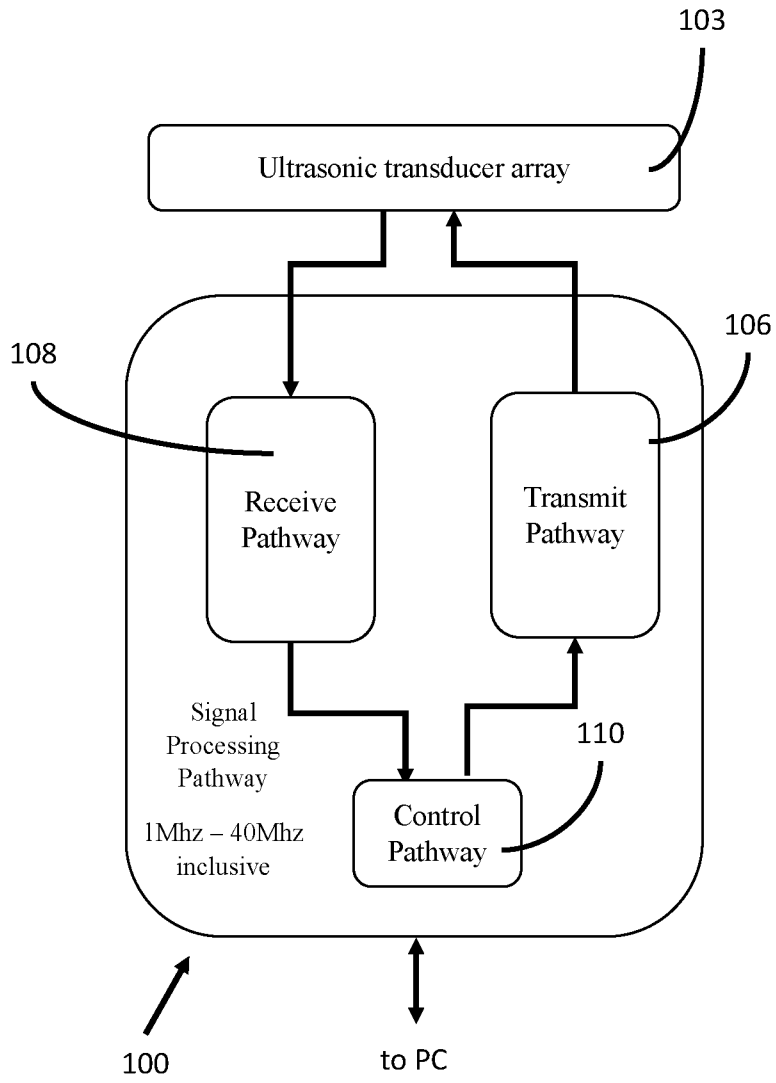 103
Ultrasonic transducer array
108
106
Receive
Pathway
Transmit
Pathway
Signal
Processing
Pathway
1Mhz – 40Mhz
inclusive
110
Control
Pathway
100
to PC